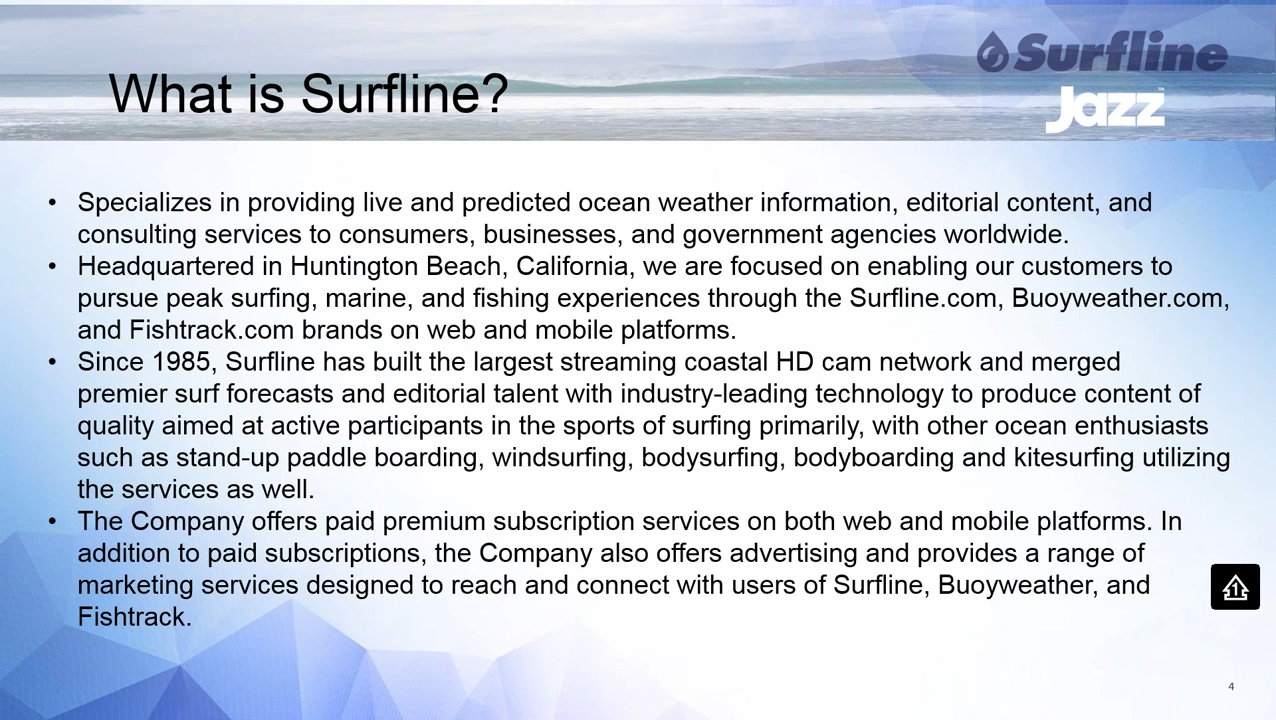 Surfline
What is Surfline?
Jazz
• Specializes in providing live and predicted ocean weather information, editorial content, and
consulting services to consumers, businesses, and government agencies worldwide.
• Headquartered in Huntington Beach, California, we are focused on enabling our customers to
pursue peak surfing, marine, and fishing experiences through the Surfline.com, Buoyweather.com,
and Fishtrack.com brands on web and mobile platforms.
• Since 1985, Surfline has built the largest streaming coastal HD cam network and merged
premier surf forecasts and editorial talent with industry-leading technology to produce content of
quality aimed at active participants in the sports of surfing primarily, with other ocean enthusiasts
such as stand-up paddle boarding, windsurfing, bodysurfing, bodyboarding and kitesurfing utilizing
the services as well.
• The Company offers paid premium subscription services on both web and mobile platforms. In
addition to paid subscriptions, the Company also offers advertising and provides a range of
marketing services designed to reach and connect with users of Surfline, Buoyweather, and
Fishtrack.
1
4